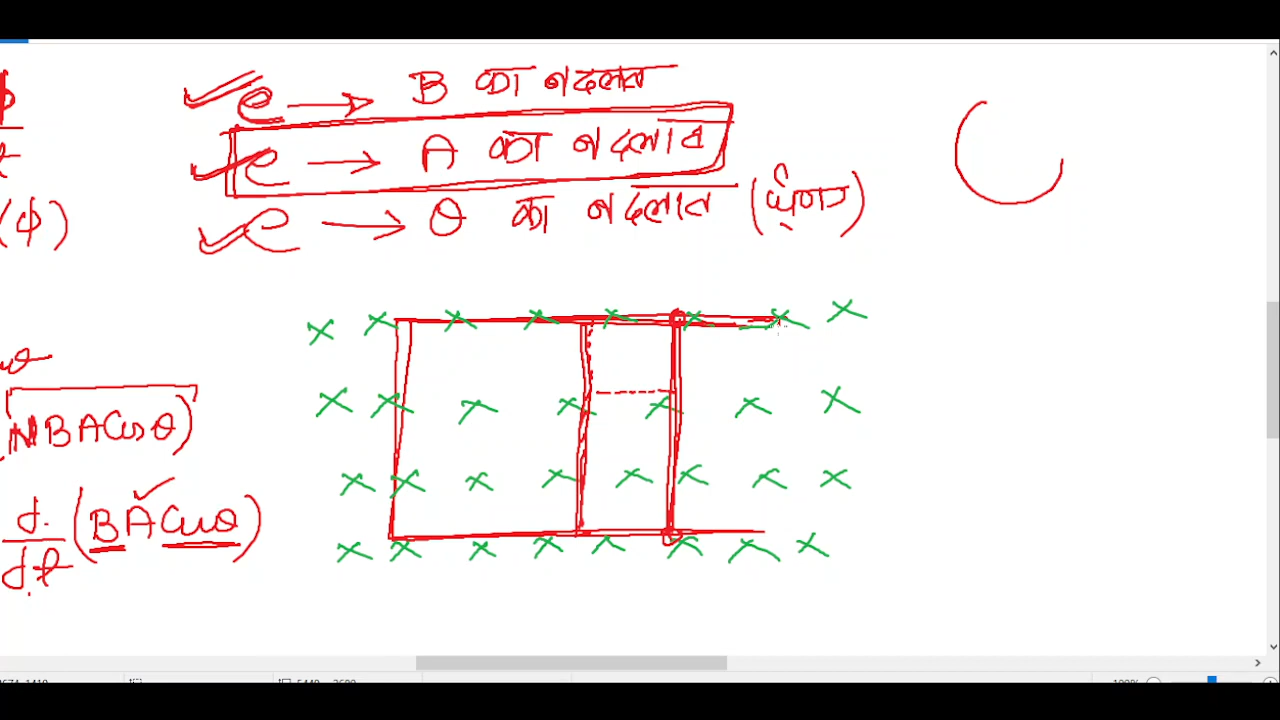 e → B का बदलाव
e → A का बदलाव
(ϕ)
e → θ का बदलाव (घूर्णन)
NBACosθ)
d/dt (BACosθ)